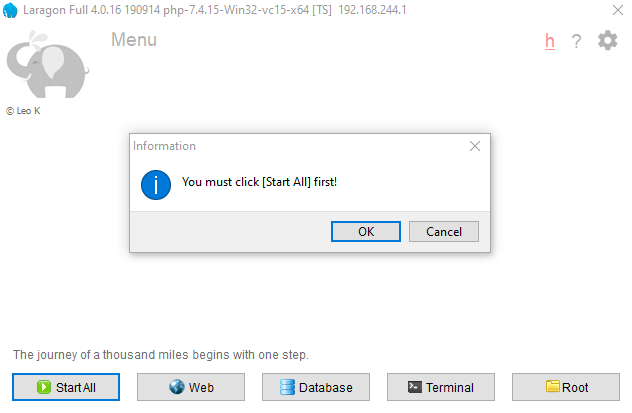 Laragon Full 4.0.16 190914 php-7.4.15-Win32-vc15-x64 [TS] 192.168.244.1
Menu
h ?
© Leo K
Information
You must click [Start All] first!
OK Cancel
The journey of a thousand miles begins with one step.
Start All Web Database Terminal Root